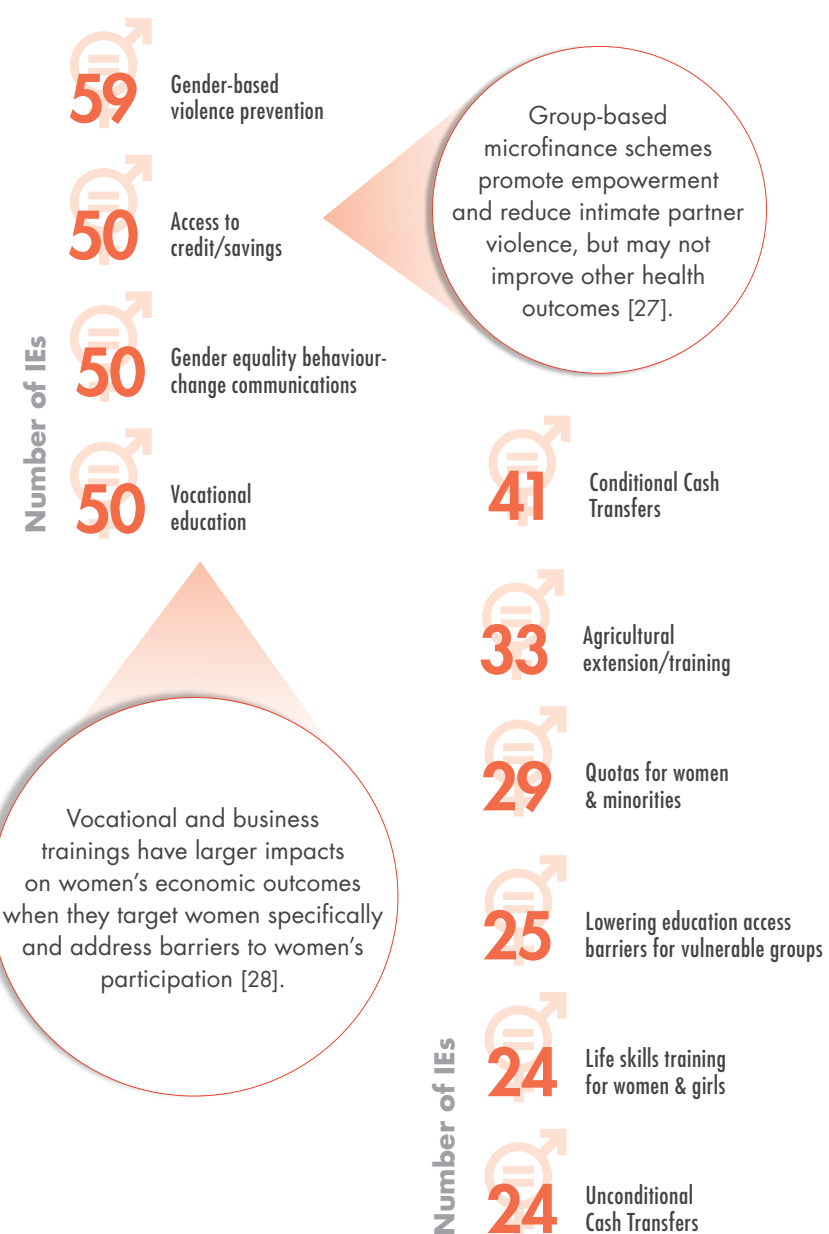 59
Gender-based
violence prevention
50
Access to
credit/savings
50
Gender equality behaviour-
change communications
50
Vocational
education
Number of IEs
Group-based
microfinance schemes
promote empowerment
and reduce intimate partner
violence, but may not
improve other health
outcomes [27].
Vocational and business
trainings have larger impacts
on women’s economic outcomes
when they target women specifically
and address barriers to women’s
participation [28].
41
Conditional Cash
Transfers
33
Agricultural
extension/training
29
Quotas for women
& minorities
25
Lowering education access
barriers for vulnerable groups
24
Life skills training
for women & girls
24
Unconditional
Cash Transfers
Number of IEs